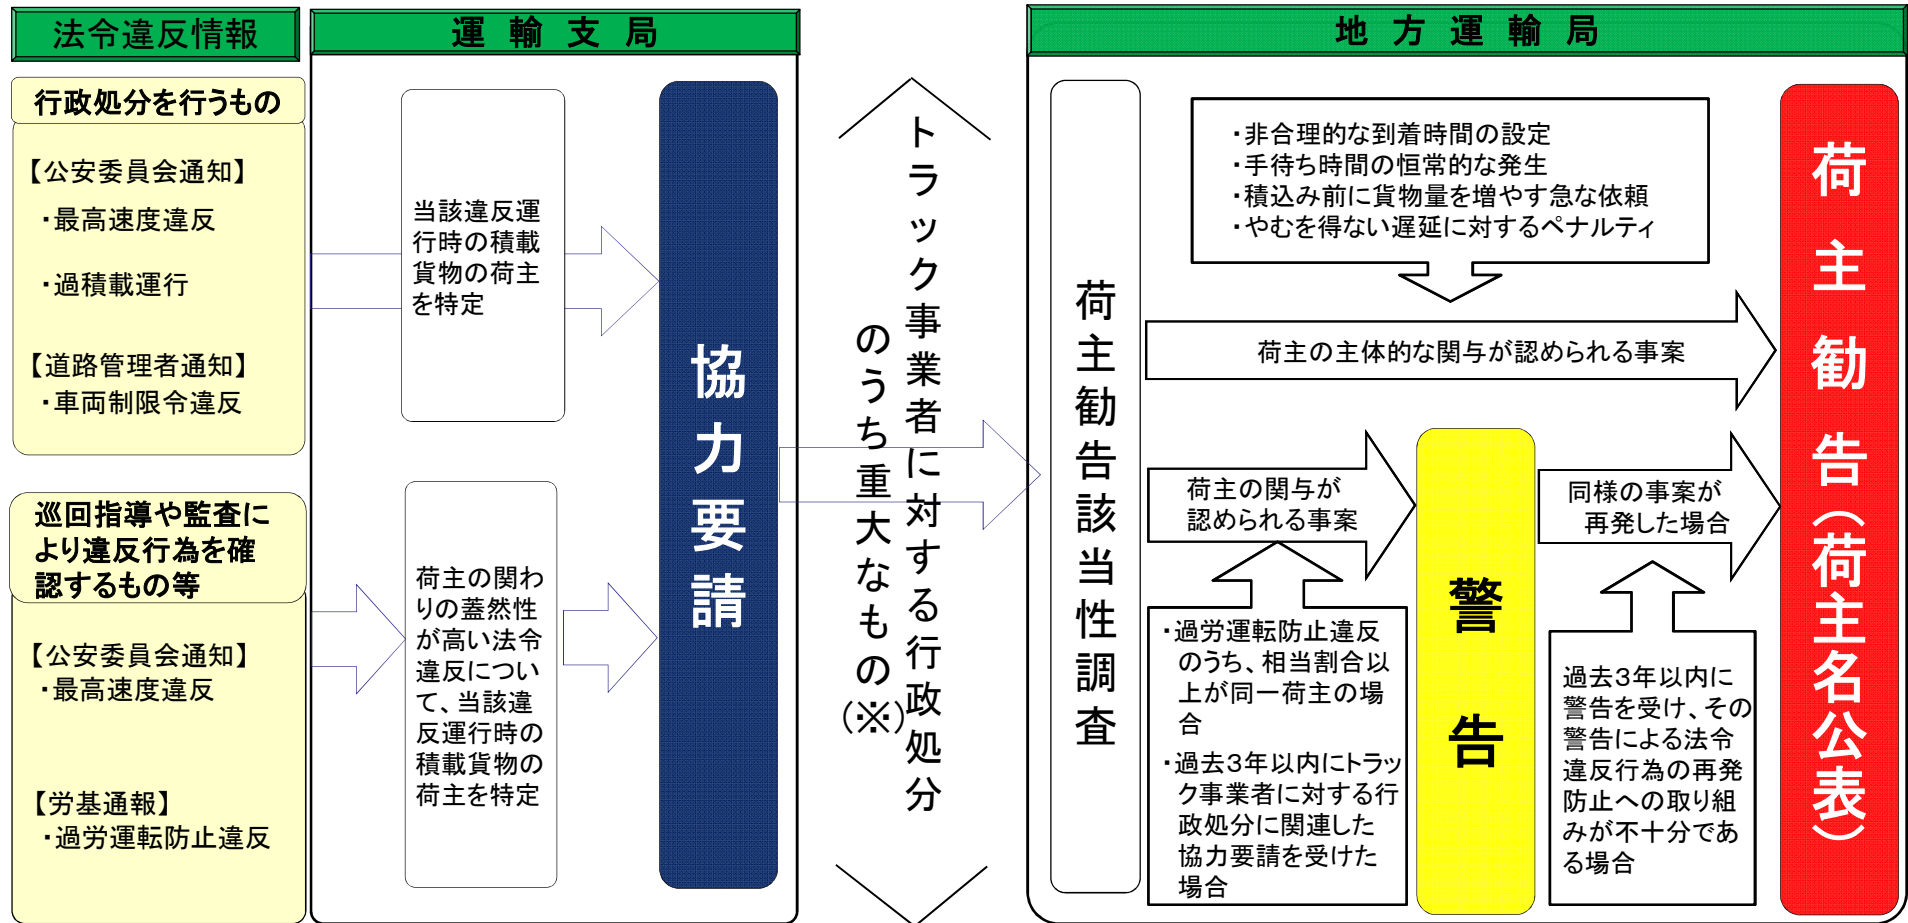 法令違反情報
運輸支局
地方運輸局
行政処分を行うもの
【公安委員会通知】
・最高速度違反
・過積載運行
【道路管理者通知】
・車両制限令違反
巡回指導や監査に
より違反行為を確
認するもの等
【公安委員会通知】
・最高速度違反
【労基通報】
・過労運転防止違反
当該違反運
行時の積載
貨物の荷主
を特定
荷主の関わ
りの蓋然性
が高い法令
違反につい
て、当該違
反運行時の
積載貨物の
荷主を特定
協力要請
トラック事業者に対する行政処分
のうち重大なもの(※)
荷主勧告該当性調査
・非合理的な到着時間の設定
・手待ち時間の恒常的な発生
・積込み前に貨物量を増やす急な依頼
・やむを得ない遅延に対するペナルティ
荷主の主体的な関与が認められる事案
荷主の関与が
認められる事案
・過労運転防止違反
のうち、相当割合以
上が同一荷主の場
合
・過去3年以内にトラッ
ク事業者に対する行
政処分に関連した
協力要請を受けた
場合
警告
同様の事案が
再発した場合
過去3年以内に
警告を受け、その
警告による法令
違反行為の再発
防止への取り組
みが不十分であ
る場合
荷主勧告(荷主名公表)